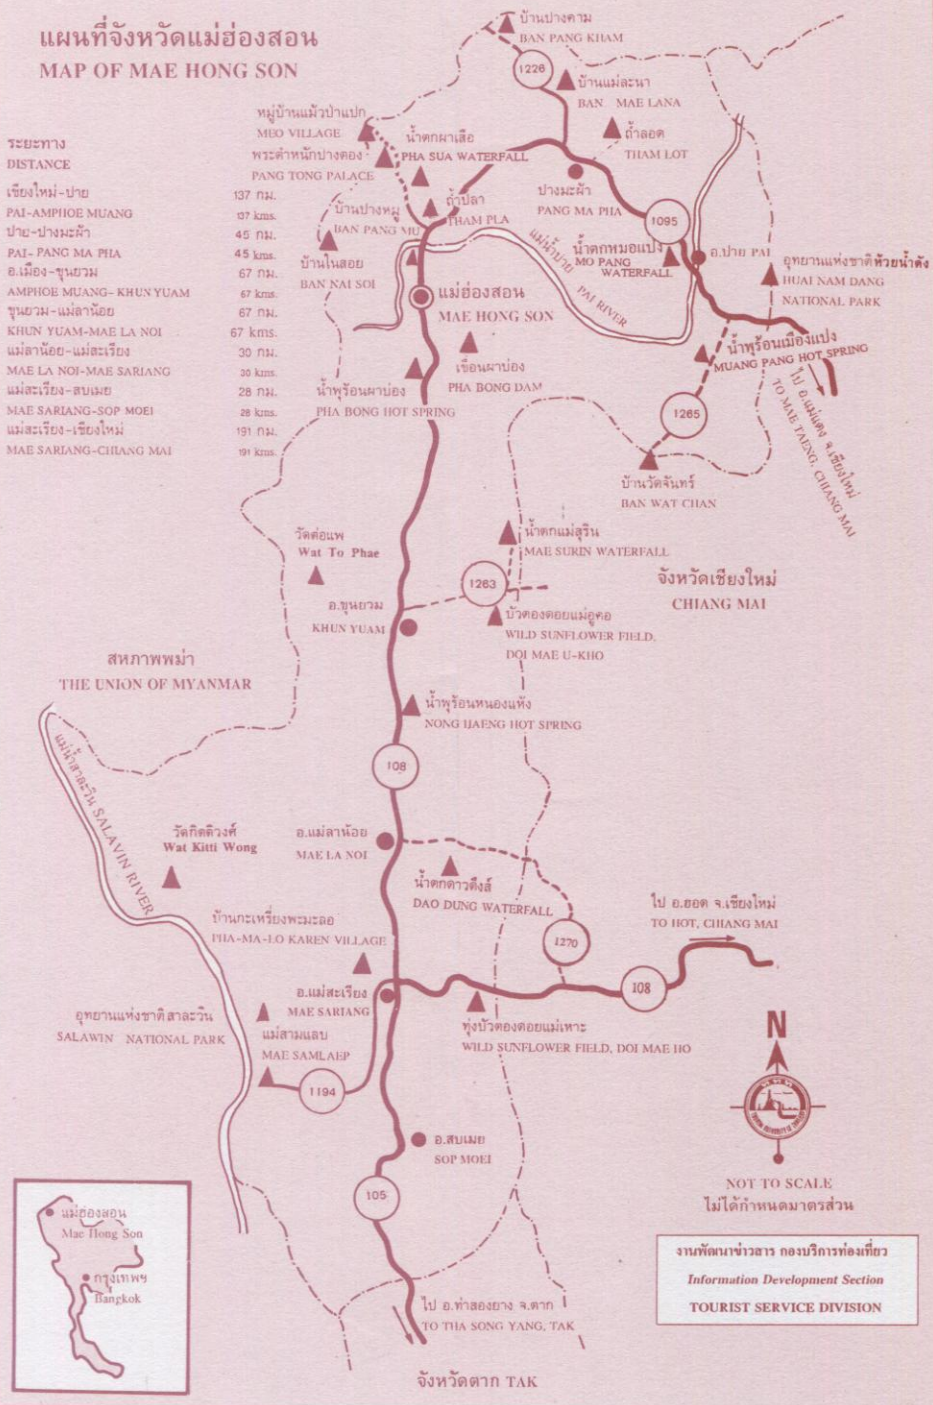 แผนที่จังหวัดแม่ฮ่องสอน
MAP OF MAE HONG SON
ระยะทาง
DISTANCE
เชียงใหม่-ปาย 137 กม.
PAI-AMPHOE MUANG 137 kms.
ปาย-ปางมะผ้า 45 กม.
PAI-PANG MA PHA 45 kms.
อ.เมือง-ขุนยวม 67 กม.
AMPHOE MUANG-KHUN YUAM 67 kms.
ขุนยวม-แม่ลาน้อย 67 กม.
KHUN YUAM-MAE LA NOI 67 kms.
แม่ลาน้อย-แม่สะเรียง 30 กม.
MAE LA NOI-MAE SARIANG 30 kms.
แม่สะเรียง-สบเมย 28 กม.
MAE SARIANG-SOP MOEI 28 kms.
แม่สะเรียง-เชียงใหม่ 191 กม.
MAE SARIANG-CHIANG MAI 191 kms.
บ้านปางคาม
BAN PANG KHAM
1226
บ้านแม่ละนา
BAN MAE LANA
หมู่บ้านแม้วป่าแปก
MEO VILLAGE
น้ำตกผาเสือ
PHA SUA WATERFALL
ถ้ำลอด
THAM LOT
พระตำหนักปางตอง
PANG TONG PALACE
ปางมะผ้า
PANG MA PHA
ถ้ำปลา
THAM PLA
บ้านปางหมู
BAN PANG MU
1095
แม่น้ำปาย
PAI RIVER
น้ำตกหมอแปง
MO PANG
WATERFALL
อ.ปาย PAI
บ้านในสอย
BAN NAI SOI
อุทยานแห่งชาติห้วยน้ำดัง
HUAI NAM DANG
NATIONAL PARK
แม่ฮ่องสอน
MAE HONG SON
น้ำพุร้อนเมืองแปง
MUANG PANG HOT SPRING
เขื่อนผาบ่อง
PHA BONG DAM
น้ำพุร้อนผาบ่อง
PHA BONG HOT SPRING
1265
ไป อ.แม่แตง จ.เชียงใหม่
TO MAE TAENG, CHIANG MAI
บ้านวัดจันทร์
BAN WAT CHAN
น้ำตกแม่สุริน
MAE SURIN WATERFALL
วัดต่อแพ
Wat To Phae
1263
จังหวัดเชียงใหม่
CHIANG MAI
อ.ขุนยวม
KHUN YUAM
บัวตองดอยแม่อูคอ
WILD SUNFLOWER FIELD,
DOI MAE U-KHO
สหภาพพม่า
THE UNION OF MYANMAR
น้ำพุร้อนหนองแห้ง
NONG HAENG HOT SPRING
108
แม่น้ำสาละวิน SALAVIN RIVER
วัดกิตติวงศ์
Wat Kitti Wong
อ.แม่ลาน้อย
MAE LA NOI
น้ำตกดาวดึงส์
DAO DUNG WATERFALL
ไป อ.ฮอด จ.เชียงใหม่
TO HOT, CHIANG MAI
บ้านกะเหรี่ยงพะมะลอ
PHA-MA-LO KAREN VILLAGE
1270
108
อ.แม่สะเรียง
MAE SARIANG
อุทยานแห่งชาติสาละวิน
SALAWIN NATIONAL PARK
แม่สามแลบ
MAE SAMLAEP
ทุ่งบัวตองดอยแม่เหาะ
WILD SUNFLOWER FIELD, DOI MAE HO
N
1194
อ.สบเมย
SOP MOEI
105
NOT TO SCALE
ไม่ได้กำหนดมาตรส่วน
แม่ฮ่องสอน
Mae Hong Son
กรุงเทพฯ
Bangkok
งานพัฒนาข่าวสาร กองบริการท่องเที่ยว
Information Development Section
TOURIST SERVICE DIVISION
ไป อ.ท่าสองยาง จ.ตาก
TO THA SONG YANG, TAK
จังหวัดตาก TAK